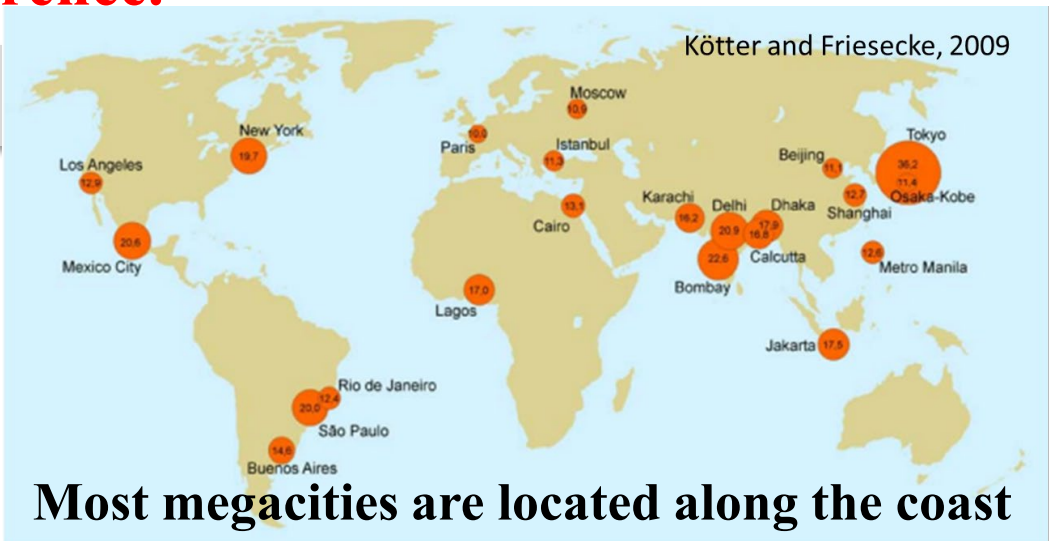 Kötter and Friesecke, 2009
Moscow
10,9
New York
19,7
Paris
Istanbul
11,3
Tokyo
36,2
11,4
Osaka-Kobe
Los Angeles
12,9
Beijing
11,1
Karachi
16,2
Delhi
20,9
Dhaka
17,9
16,8
Calcutta
12,7
Shanghai
Cairo
13,1
20,6
Mexico City
22,6
Bombay
12,6
Metro Manila
17,0
Lagos
Jakarta
17,5
Rio de Janeiro
12,4
20,0
São Paulo
14,6
Buenos Aires
Most megacities are located along the coast